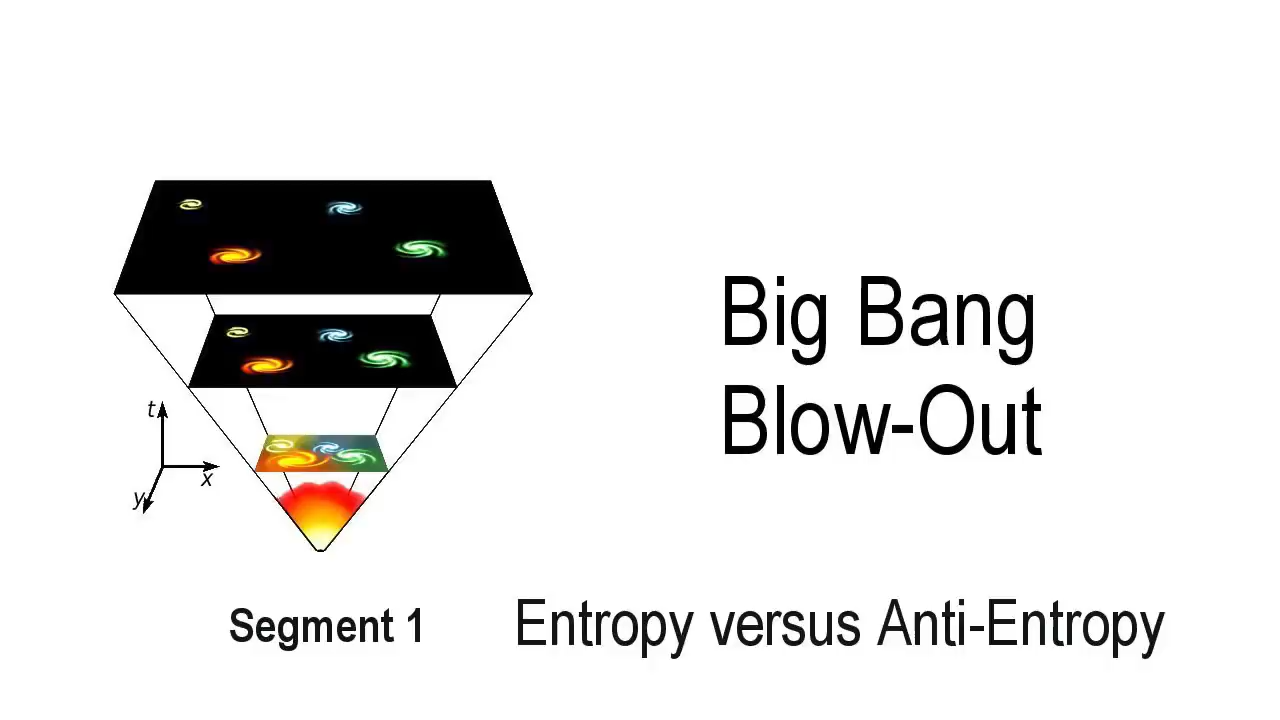 Big Bang
Blow-Out
t
x
y
Segment 1
Entropy versus Anti-Entropy